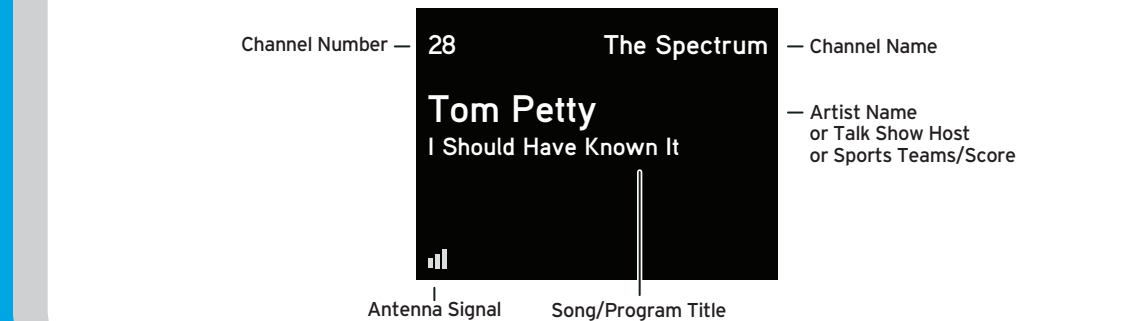 Channel Number
28
The Spectrum
Channel Name
Tom Petty
I Should Have Known It
Artist Name
or Talk Show Host
or Sports Teams/Score
Antenna Signal
Song/Program Title